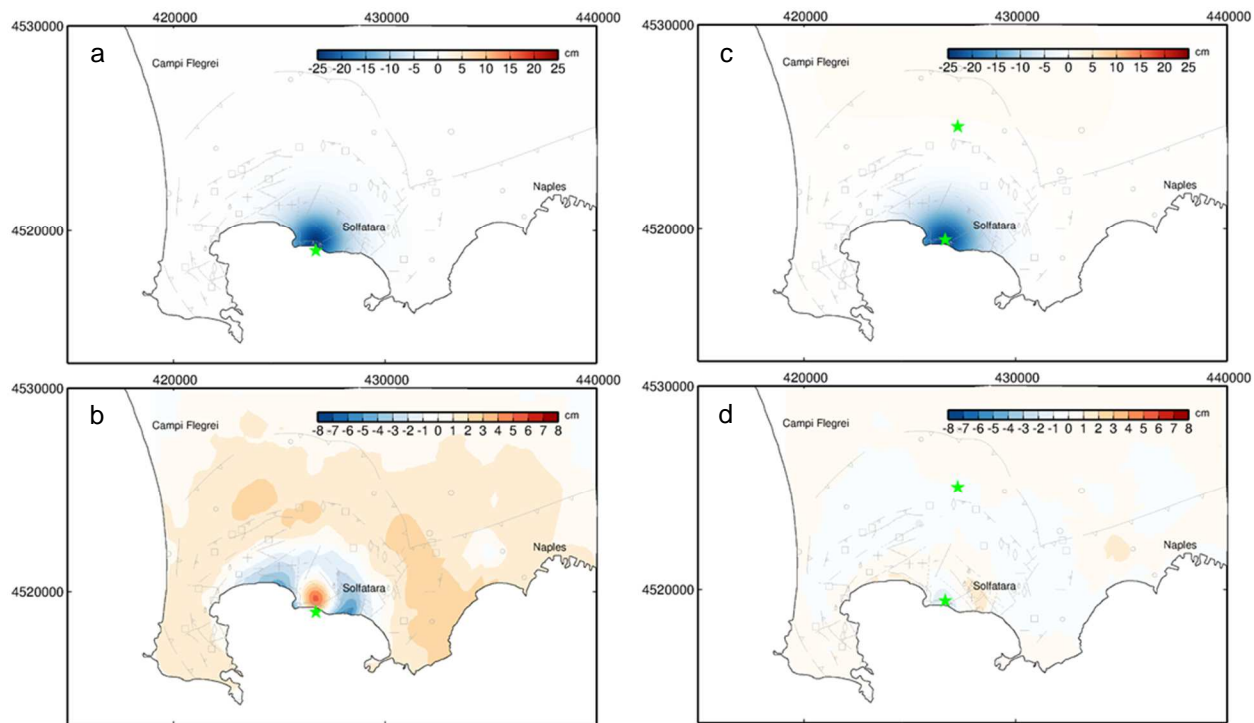 420000 430000 440000
4530000
a
Campi Flegrei
-25 -20 -15 -10 -5 0 5 10 15 20 25 cm
Naples
Solfatara
4520000
420000 430000
420000 430000 440000
4530000
c
Campi Flegrei
-25 -20 -15 -10 -5 0 5 10 15 20 25 cm
Naples
Solfatara
4520000
420000 430000
420000 430000 440000
4530000
b
Campi Flegrei
-8 -7 -6 -5 -4 -3 -2 -1 0 1 2 3 4 5 6 7 8 cm
Naples
Solfatara
4520000
440000
4530000
d
Campi Flegrei
-8 -7 -6 -5 -4 -3 -2 -1 0 1 2 3 4 5 6 7 8 cm
Naples
Solfatara
4520000